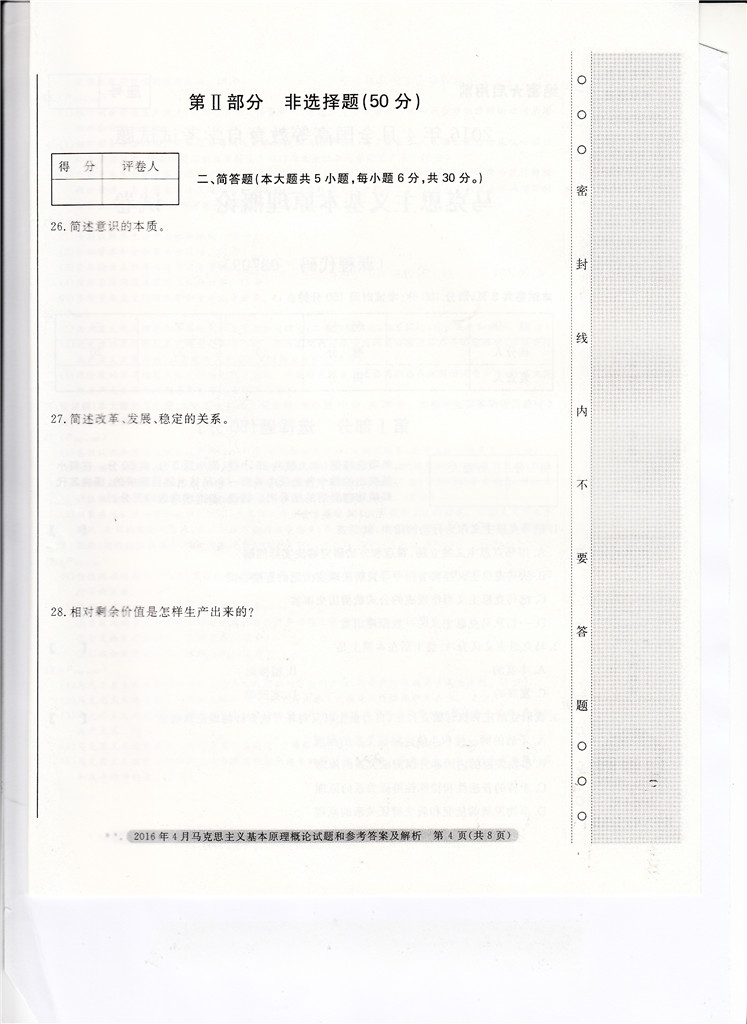 第Ⅱ部分 非选择题(50分)
得 分 评卷人
二、简答题(本大题共5小题,每小题6分,共30分。)
26.简述意识的本质。
27.简述改革、发展、稳定的关系。
28.相对剩余价值是怎样生产出来的?
2016年4月马克思主义基本原理概论试题和参考答案及解析 第4页(共8页)
密封线内不要答题